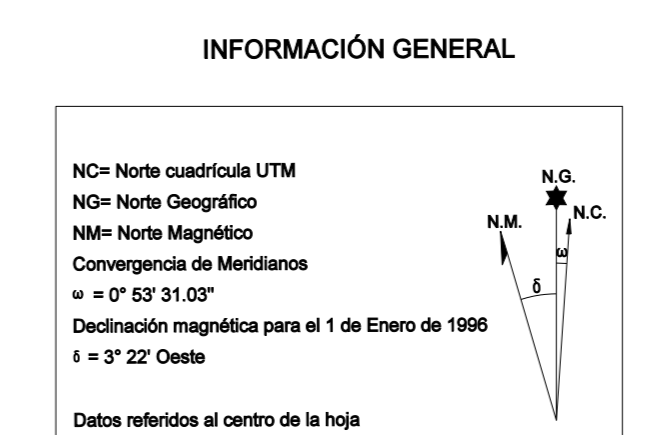 INFORMACIÓN GENERAL
NC= Norte cuadrícula UTM
NG= Norte Geográfico
NM= Norte Magnético
Convergencia de Meridianos
ω = 0° 53' 31.03"
Declinación magnética para el 1 de Enero de 1996
δ = 3° 22' Oeste
Datos referidos al centro de la hoja
N.G.
N.C.
N.M.
ω
δ